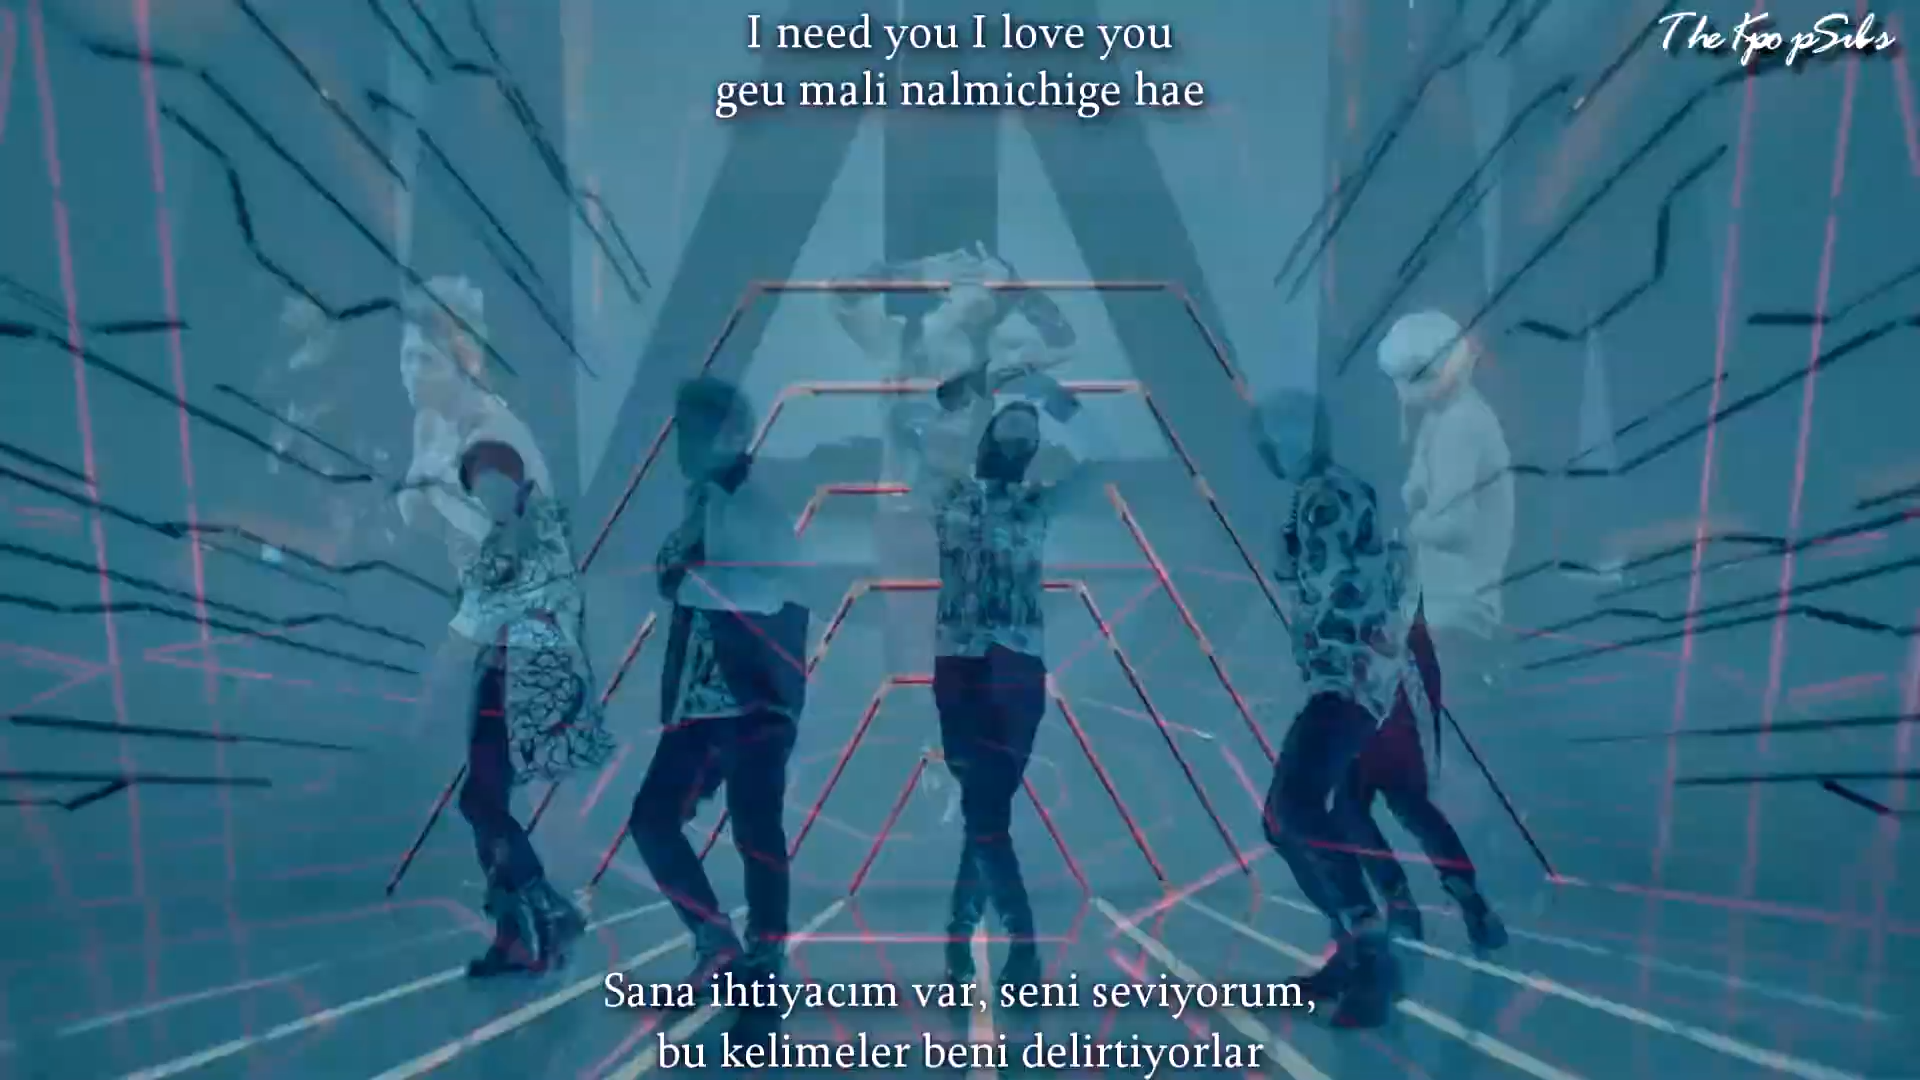 I need you I love you
geu mali nalmichige hae
The KpopSubs
Sana ihtiyacım var, seni seviyorum,
bu kelimeler beni delirtiyorlar